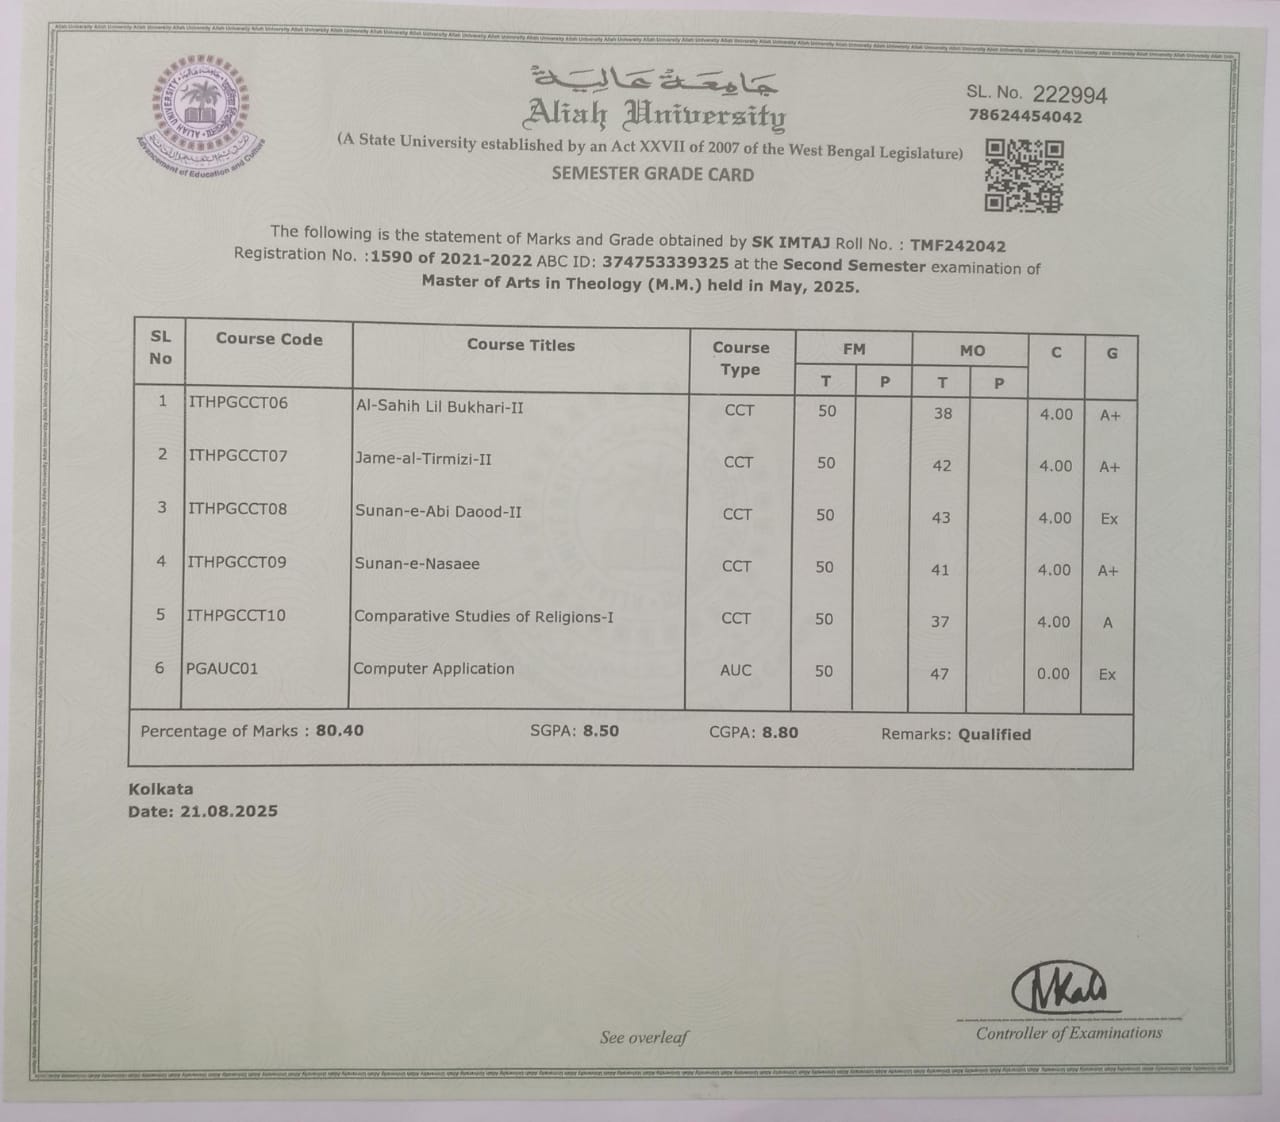 جَامِعَة عَالِيَة
Aliah University
(A State University established by an Act XXVII of 2007 of the West Bengal Legislature)
SEMESTER GRADE CARD
SL. No. 222994
78624454042
ALIAH UNIVERSITY
Advancement of Education and Culture
The following is the statement of Marks and Grade obtained by SK IMTAJ Roll No. : TMF242042
Registration No. :1590 of 2021-2022 ABC ID: 374753339325 at the Second Semester examination of
Master of Arts in Theology (M.M.) held in May, 2025.
SL No Course Code Course Titles Course Type FM MO C G
T P T P
1 ITHPGCCT06 Al-Sahih Lil Bukhari-II CCT 50 38 4.00 A+
2 ITHPGCCT07 Jame-al-Tirmizi-II CCT 50 42 4.00 A+
3 ITHPGCCT08 Sunan-e-Abi Daood-II CCT 50 43 4.00 Ex
4 ITHPGCCT09 Sunan-e-Nasaee CCT 50 41 4.00 A+
5 ITHPGCCT10 Comparative Studies of Religions-I CCT 50 37 4.00 A
6 PGAUC01 Computer Application AUC 50 47 0.00 Ex
Percentage of Marks : 80.40 SGPA: 8.50 CGPA: 8.80 Remarks: Qualified
Kolkata
Date: 21.08.2025
See overleaf
Controller of Examinations